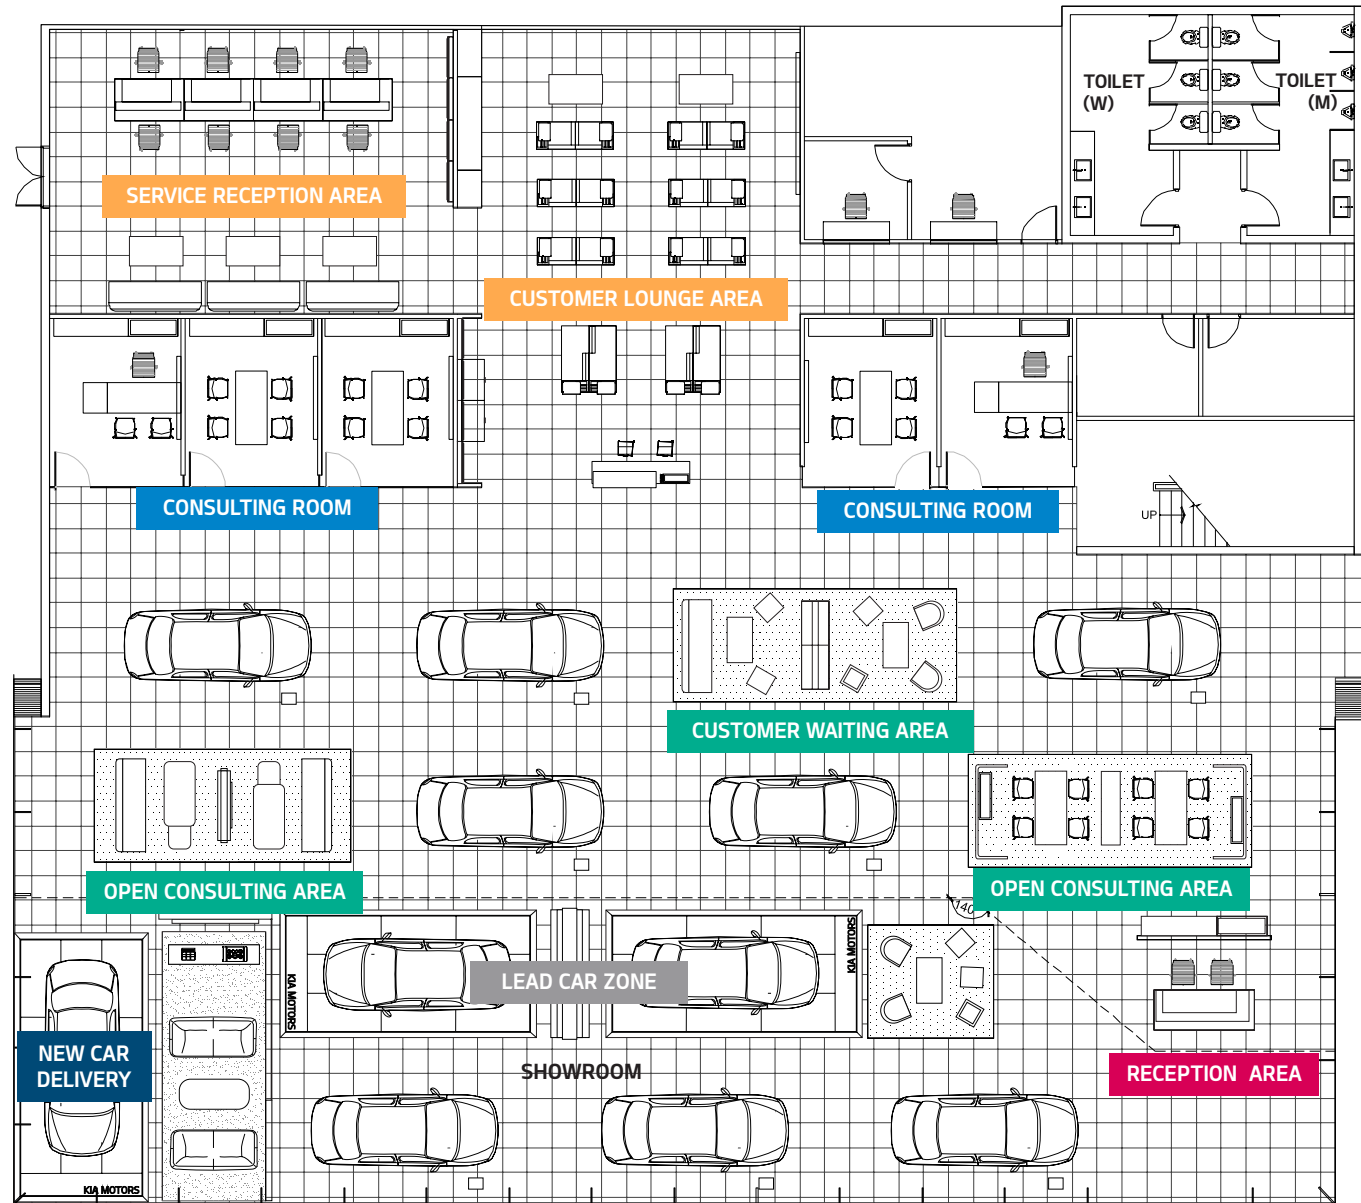 TOILET
(W)
TOILET
(M)
SERVICE RECEPTION AREA
CUSTOMER LOUNGE AREA
CONSULTING ROOM
CONSULTING ROOM
UP
CUSTOMER WAITING AREA
OPEN CONSULTING AREA
OPEN CONSULTING AREA
140
KIA MOTORS
KIA MOTORS
LEAD CAR ZONE
NEW CAR
DELIVERY
SHOWROOM
RECEPTION AREA
KIA MOTORS